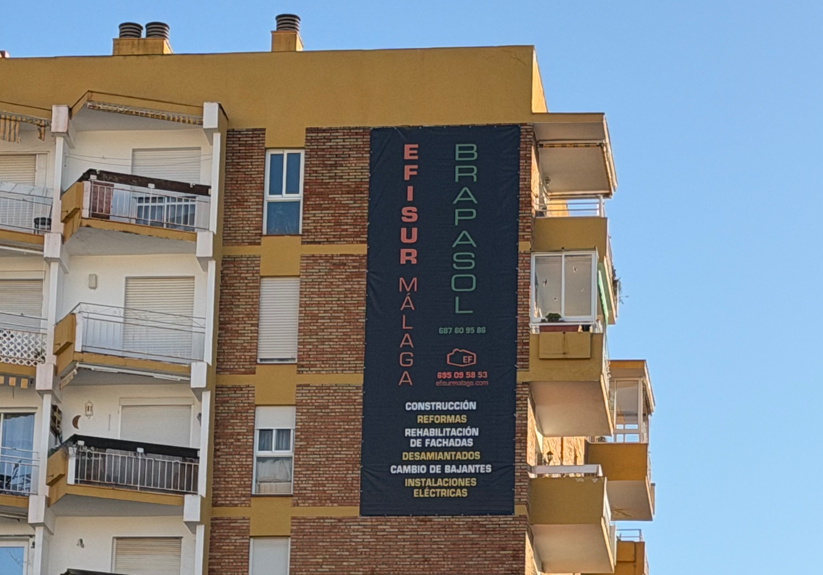 EFISUR MÁLAGA
BRAPASOL
687 60 95 86
EF
695 09 58 53
efisurmalaga.com
CONSTRUCCIÓN
REFORMAS
REHABILITACIÓN
DE FACHADAS
DESAMIANTADOS
CAMBIO DE BAJANTES
INSTALACIONES
ELÉCTRICAS